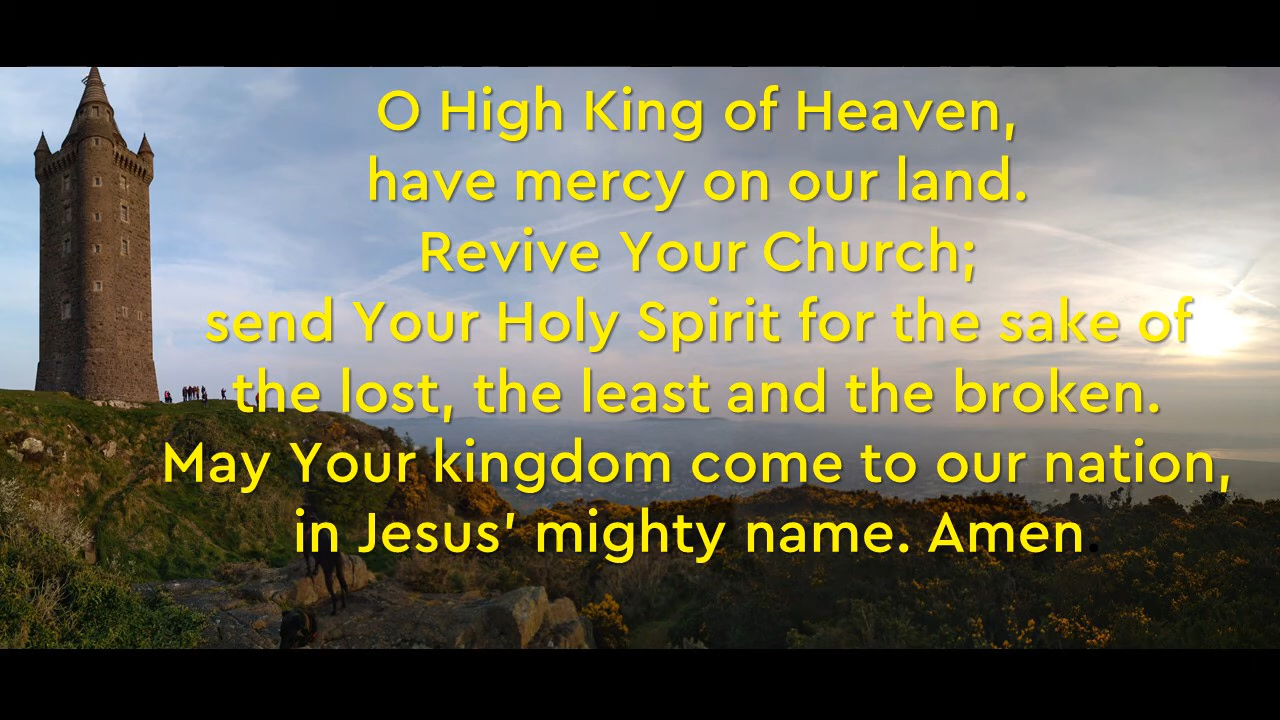 O High King of Heaven,
have mercy on our land.
Revive Your Church;
send Your Holy Spirit for the sake of
the lost, the least and the broken.
May Your kingdom come to our nation,
in Jesus’ mighty name. Amen.